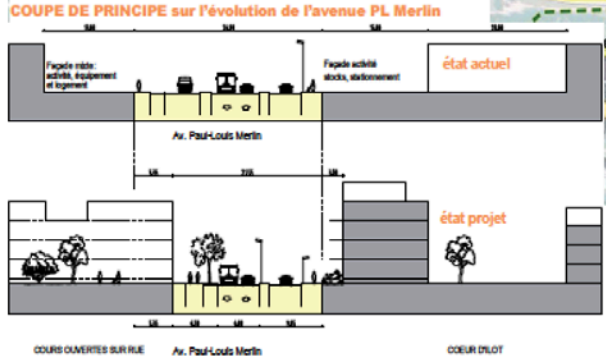 COUPE DE PRINCIPE sur l'évolution de l'avenue PL Merlin
Façade mixte:
activité, équipement
et logement
Façade activité
stocks, stationnement
état actuel
Av. Paul-Louis Merlin
état projet
COURS OUVERTES SUR RUE
Av. Paul-Louis Merlin
COEUR D'ILOT